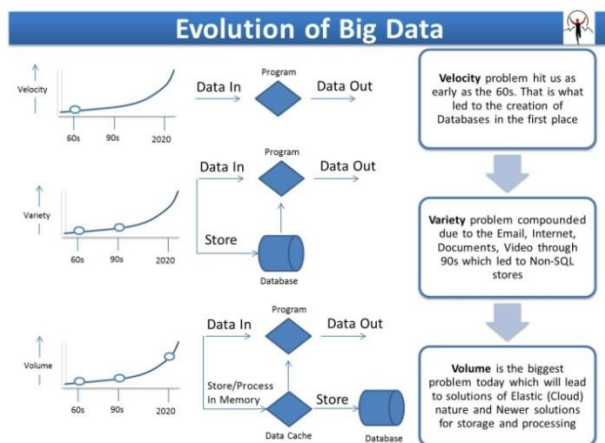 Evolution of Big Data
Velocity
60s
90s
2020
Data In
Program
Data Out
Velocity problem hit us as
early as the 60s. That is what
led to the creation of
Databases in the first place
Variety
60s
90s
2020
Data In
Program
Data Out
Store
Database
Variety problem compounded
due to the Email, Internet,
Documents, Video through
90s which led to Non-SQL
stores
Volume
60s
90s
2020
Data In
Program
Data Out
Store/Process
In Memory
Data Cache
Store
Database
Volume is the biggest
problem today which will lead
to solutions of Elastic (Cloud)
nature and Newer solutions
for storage and processing